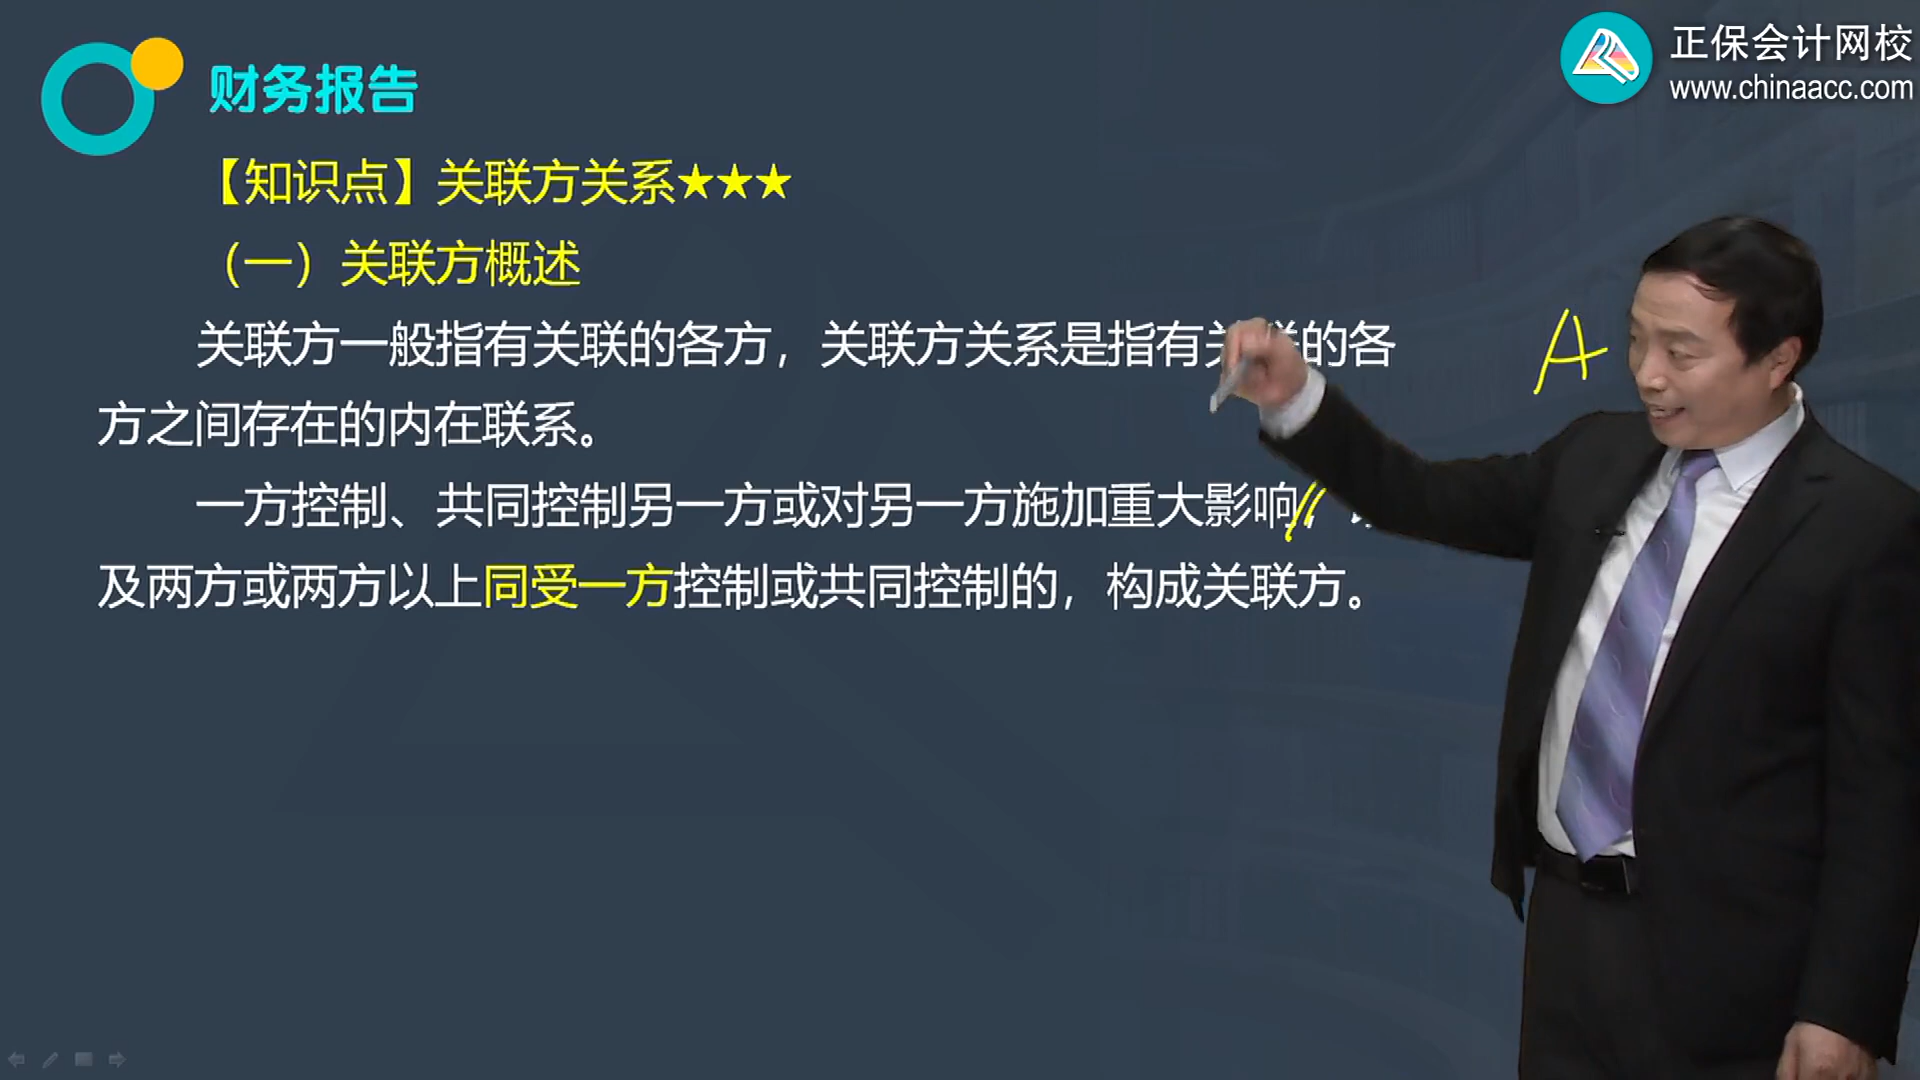 正保会计网校
www.chinaacc.com
财务报告
【知识点】关联方关系★★★
（一）关联方概述
关联方一般指有关联的各方，关联方关系是指有关联的各
方之间存在的内在联系。
一方控制、共同控制另一方或对另一方施加重大影响，
及两方或两方以上同受一方控制或共同控制的，构成关联方。
A